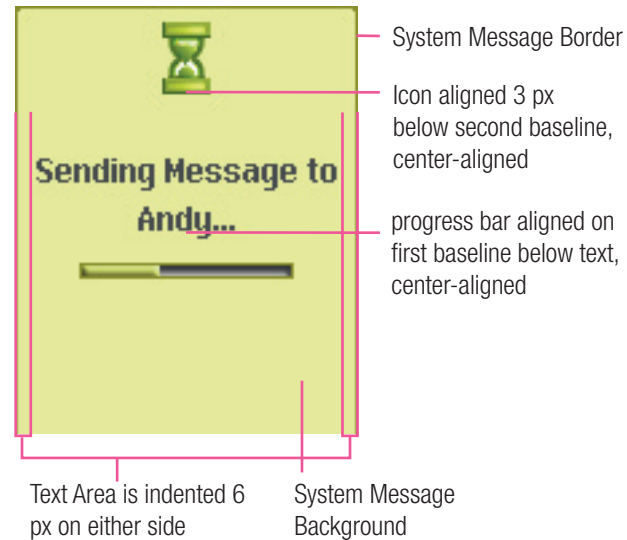 System Message Border
Icon aligned 3 px
below second baseline,
center-aligned
Sending Message to
Andy...
progress bar aligned on
first baseline below text,
center-aligned
Text Area is indented 6
px on either side
System Message
Background